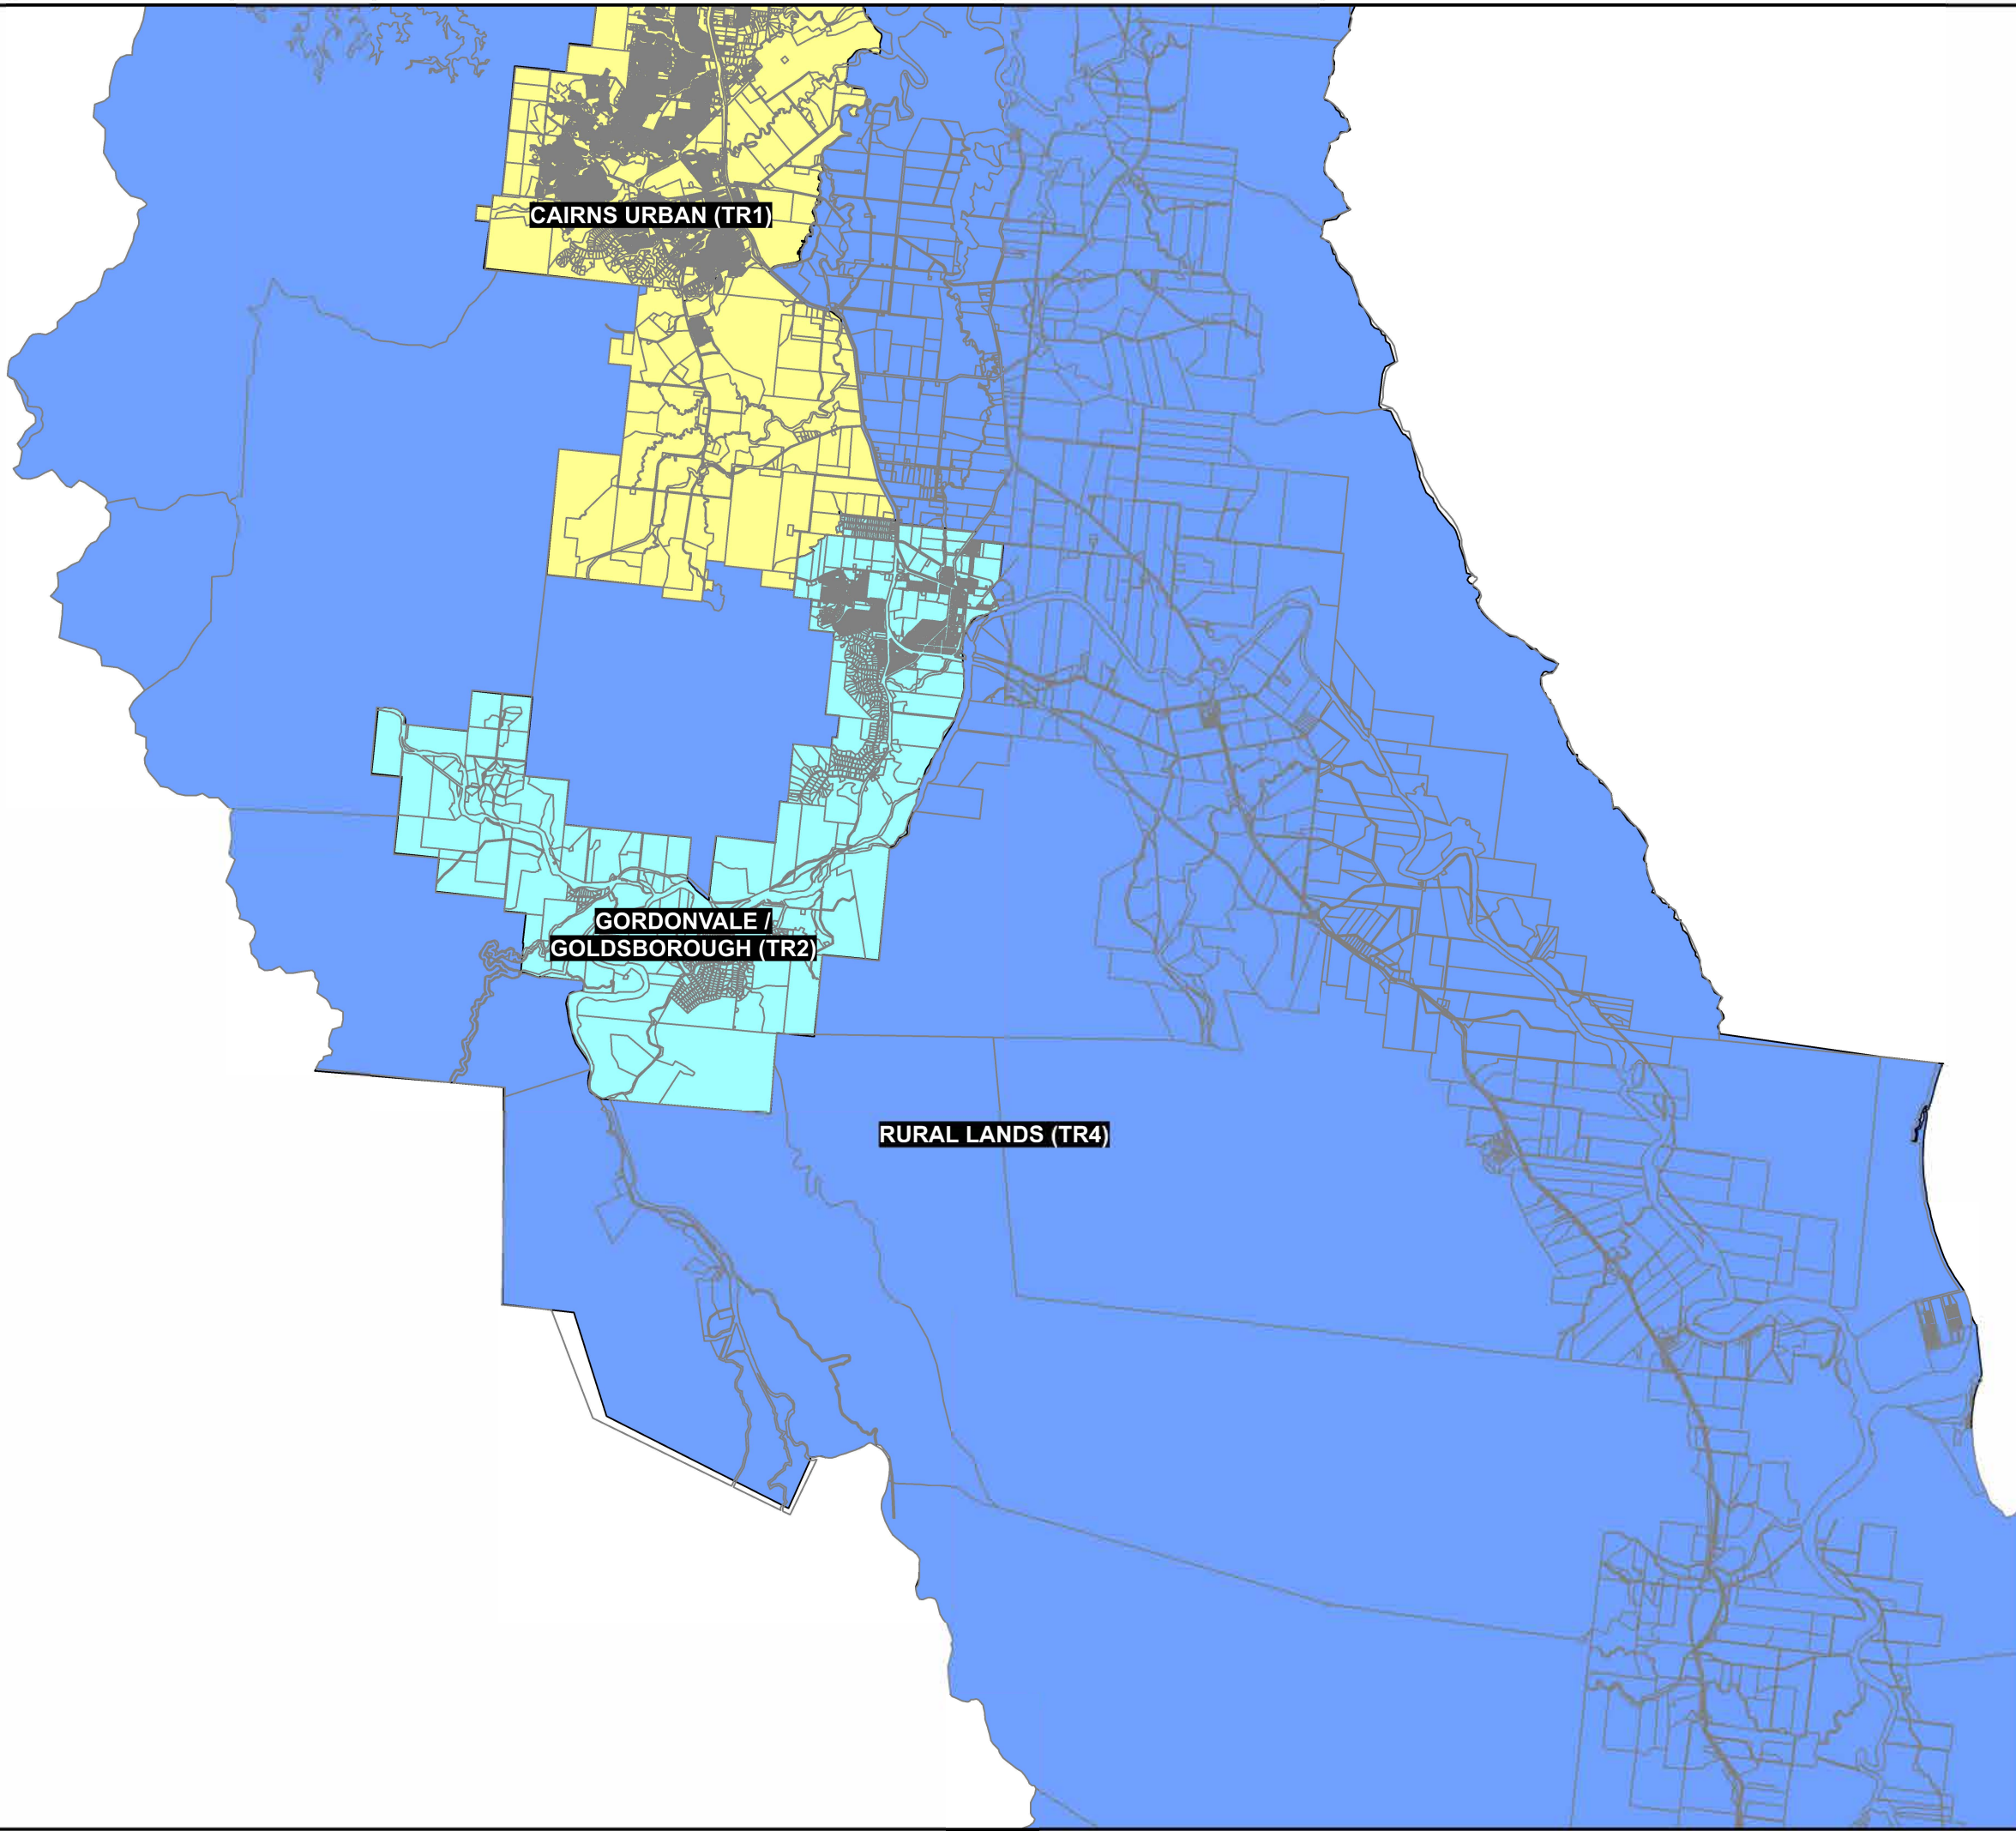 CAIRNS URBAN (TR1)
GORDONVALE /
GOLDSBOROUGH (TR2)
RURAL LANDS (TR4)